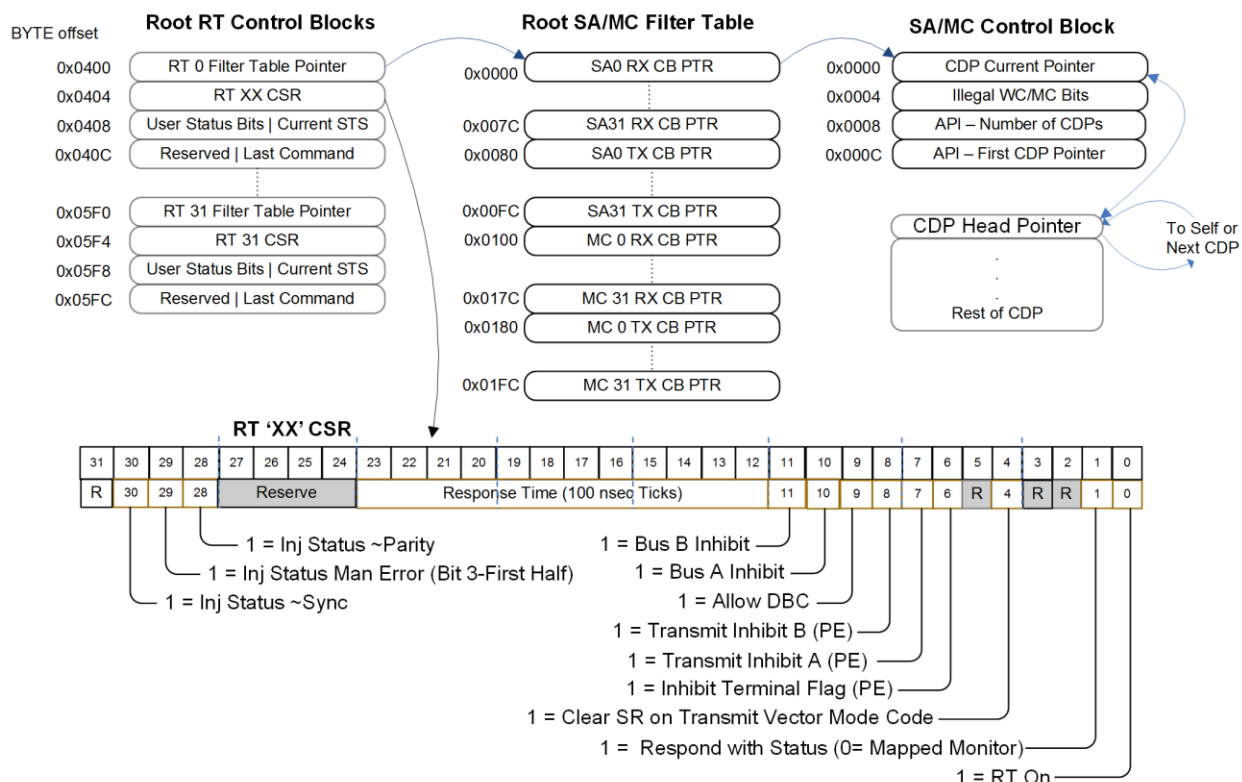 Root RT Control Blocks
BYTE offset
0x0400 RT 0 Filter Table Pointer
0x0404 RT XX CSR
0x0408 User Status Bits | Current STS
0x040C Reserved | Last Command
0x05F0 RT 31 Filter Table Pointer
0x05F4 RT 31 CSR
0x05F8 User Status Bits | Current STS
0x05FC Reserved | Last Command
Root SA/MC Filter Table
0x0000 SA0 RX CB PTR
0x007C SA31 RX CB PTR
0x0080 SA0 TX CB PTR
0x00FC SA31 TX CB PTR
0x0100 MC 0 RX CB PTR
0x017C MC 31 RX CB PTR
0x0180 MC 0 TX CB PTR
0x01FC MC 31 TX CB PTR
SA/MC Control Block
0x0000 CDP Current Pointer
0x0004 Illegal WC/MC Bits
0x0008 API – Number of CDPs
0x000C API – First CDP Pointer
CDP Head Pointer
.
.
.
Rest of CDP
To Self or
Next CDP
RT ‘XX’ CSR
31 30 29 28 27 26 25 24 23 22 21 20 19 18 17 16 15 14 13 12 11 10 9 8 7 6 5 4 3 2 1 0
R 30 29 28 Reserve Response Time (100 nsec Ticks) 11 10 9 8 7 6 R 4 R R 1 0
1 = Inj Status ~Parity
1 = Inj Status Man Error (Bit 3-First Half)
1 = Inj Status ~Sync
1 = Bus B Inhibit
1 = Bus A Inhibit
1 = Allow DBC
1 = Transmit Inhibit B (PE)
1 = Transmit Inhibit A (PE)
1 = Inhibit Terminal Flag (PE)
1 = Clear SR on Transmit Vector Mode Code
1 = Respond with Status (0= Mapped Monitor)
1 = RT On